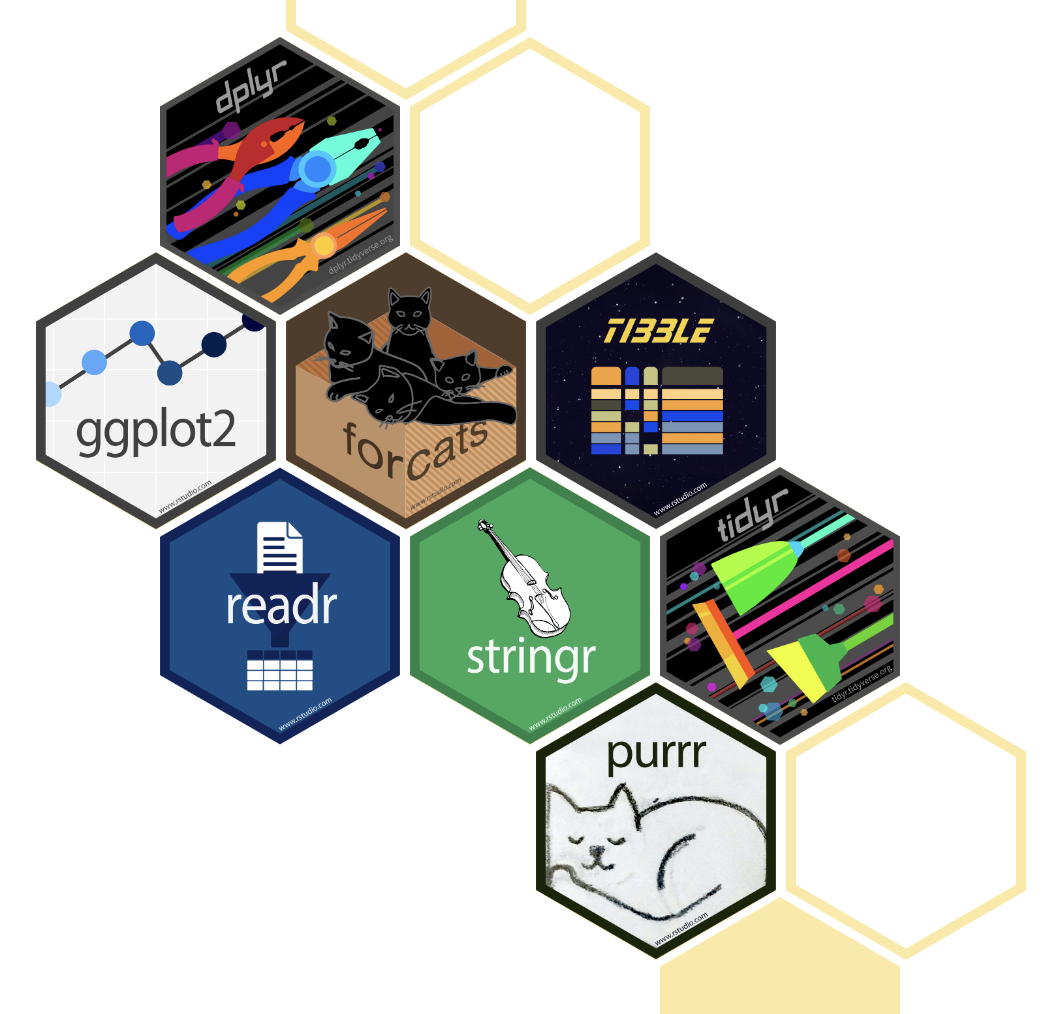 dplyr
dplyr.tidyverse.org
ggplot2
www.rstudio.com
forcats
www.rstudio.com
TIBBLE
www.rstudio.com
readr
www.rstudio.com
stringr
www.rstudio.com
tidyr
tidyr.tidyverse.org
purrr
www.rstudio.com